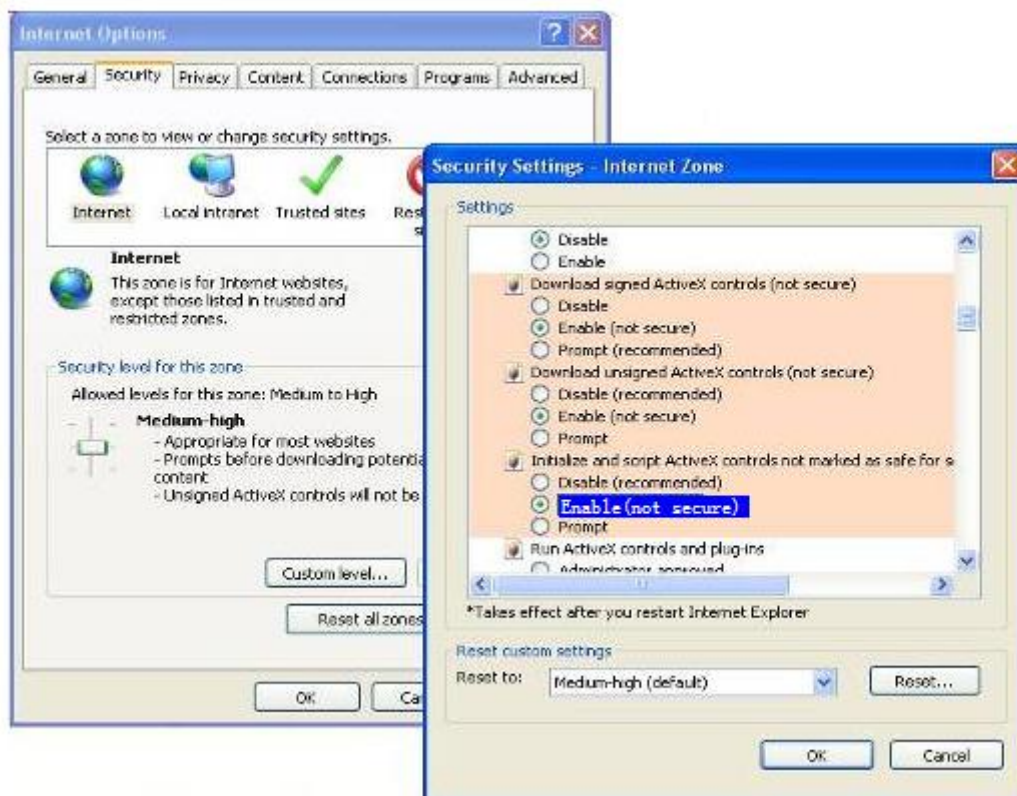 Internet Options
General Security Privacy Content Connections Programs Advanced
Select a zone to view or change security settings.
Internet Local intranet Trusted sites
Internet
This zone is for Internet websites,
except those listed in trusted and
restricted zones.
Security level for this zone
Allowed levels for this zone: Medium to High
Medium-high
- Appropriate for most websites
- Prompts before downloading
content
- Unsigned ActiveX controls will not be
Custom level...
Reset all zones
OK
Security Settings - Internet Zone
Settings
Disable
Enable
Download signed ActiveX controls (not secure)
Disable
Enable (not secure)
Prompt (recommended)
Download unsigned ActiveX controls (not secure)
Disable (recommended)
Enable (not secure)
Prompt
Initialize and script ActiveX controls not marked as safe for s
Disable (recommended)
Enable(not secure)
Prompt
Run ActiveX controls and plug-ins
Administrator approved
*Takes effect after you restart Internet Explorer
Reset custom settings
Reset to: Medium-high (default) Reset...
OK Cancel